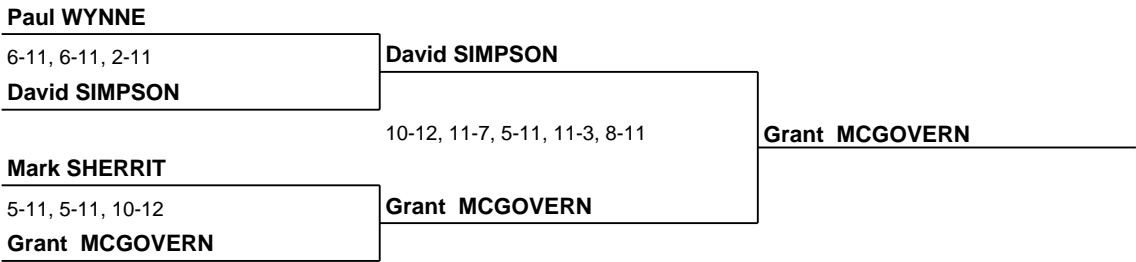 Paul WYNNE
6-11, 6-11, 2-11
David SIMPSON
David SIMPSON
10-12, 11-7, 5-11, 11-3, 8-11
Grant MCGOVERN
Mark SHERRIT
5-11, 5-11, 10-12
Grant MCGOVERN
Grant MCGOVERN